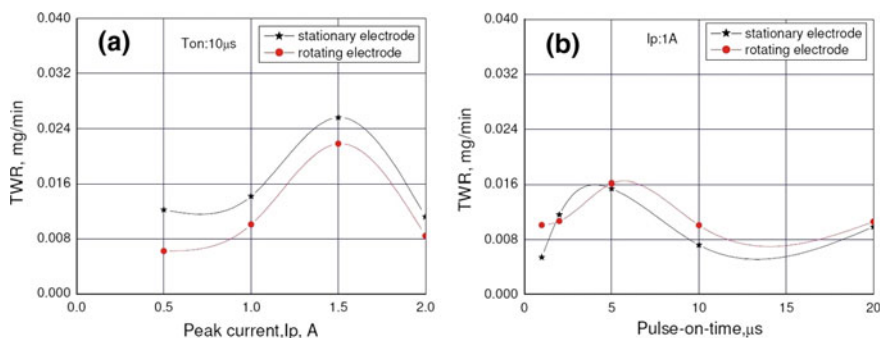 (a)
Ton:10μs
stationary electrode
rotating electrode
TWR, mg/min
0.040
0.032
0.024
0.016
0.008
0.000
0.0
0.5
1.0
1.5
2.0
Peak current,Ip, A
(b)
Ip:1A
stationary electrode
rotating electrode
TWR, mg/min
0.040
0.032
0.024
0.016
0.008
0.000
0
5
10
15
20
Pulse-on-time,μs